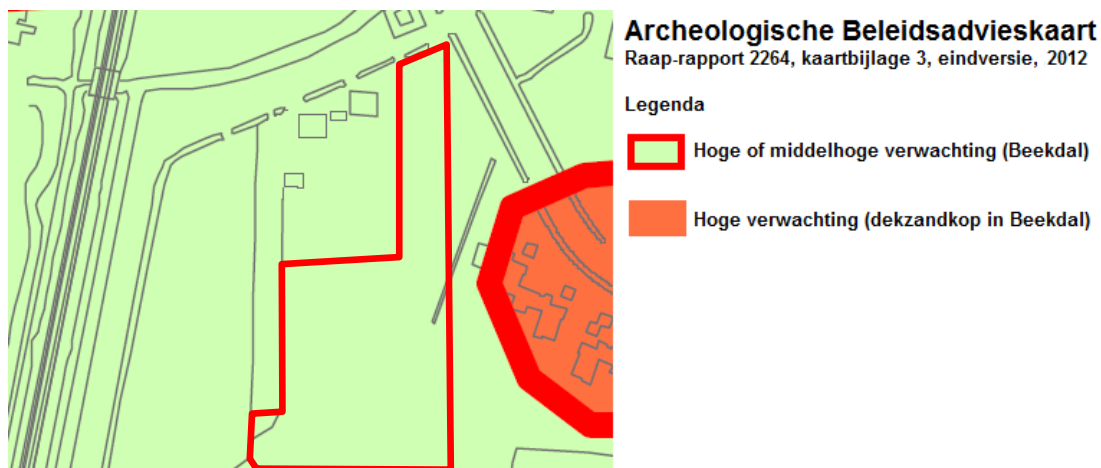 Archeologische Beleidsadvieskaart
Raap-rapport 2264, kaartbijlage 3, eindversie, 2012
Legenda
Hoge of middelhoge verwachting (Beekdal)
Hoge verwachting (dekzandkop in Beekdal)